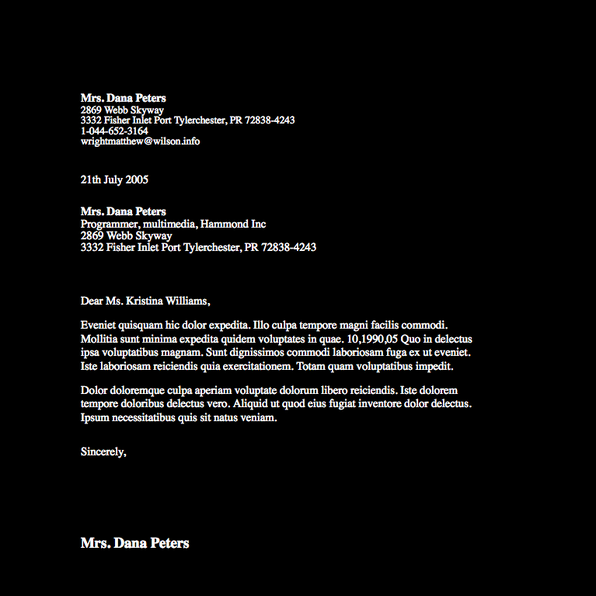 Mrs. Dana Peters
2869 Webb Skyway
3332 Fisher Inlet Port Tylerchester, PR 72838-4243
1-044-652-3164
wrightmatthew@wilson.info
21th July 2005
Mrs. Dana Peters
Programmer, multimedia, Hammond Inc
2869 Webb Skyway
3332 Fisher Inlet Port Tylerchester, PR 72838-4243
Dear Ms. Kristina Williams,
Eveniet quisquam hic dolor expedita. Illo culpa tempore magni facilis commodi.
Mollitia sunt minima expedita quidem voluptates in quae. 10,1990,05 Quo in delectus
ipsa voluptatibus magnam. Sunt dignissimos commodi laboriosam fuga ex ut eveniet.
Iste laboriosam reiciendis quia exercitationem. Totam quam voluptatibus impedit.
Dolor doloremque culpa aperiam voluptate dolorum libero reiciendis. Iste dolorem
tempore doloribus delectus vero. Aliquid ut quod eius fugiat inventore dolor delectus.
Ipsum necessitatibus quis sit natus veniam.
Sincerely,
Mrs. Dana Peters